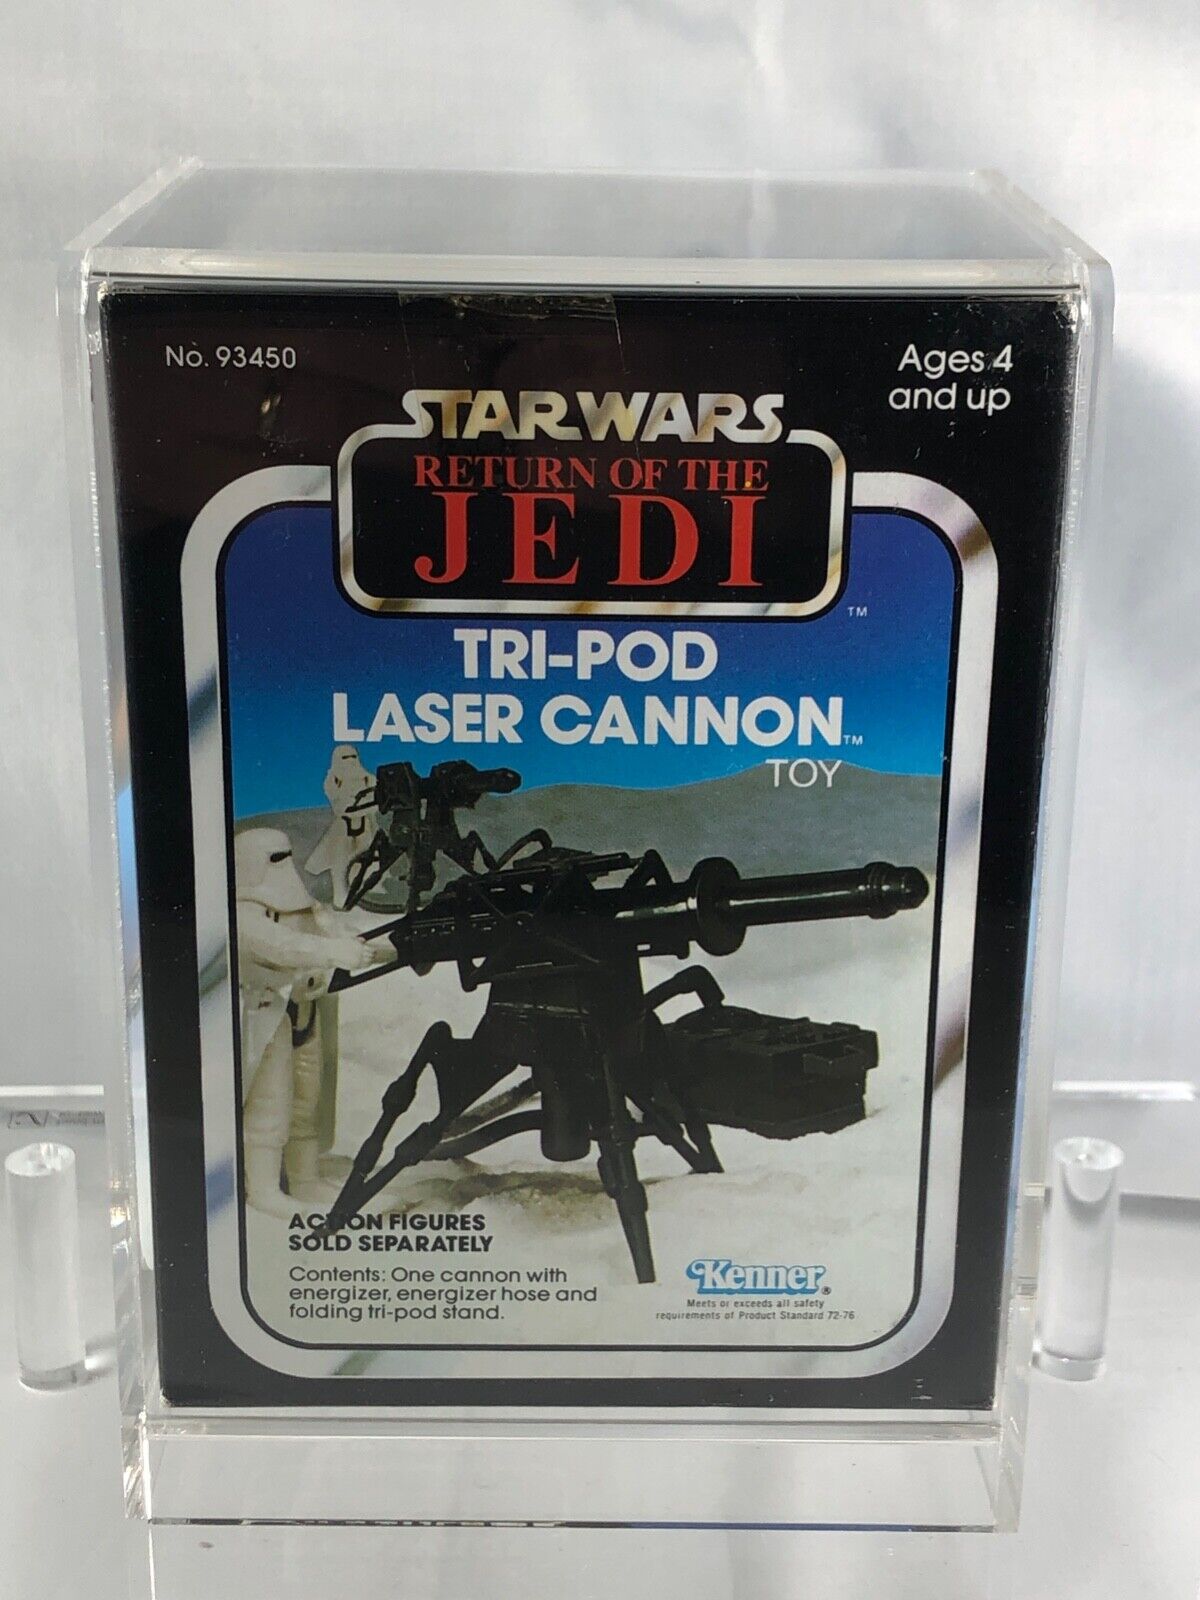 No. 93450
Ages 4
and up
STAR WARS
RETURN OF THE
JEDI
TM
TRI-POD
LASER CANNON TM
TOY
ACTION FIGURES
SOLD SEPARATELY
Contents: One cannon with
energizer, energizer hose and
folding tri-pod stand.
Kenner®
Meets or exceeds all safety
requirements of Product Standard 72-76